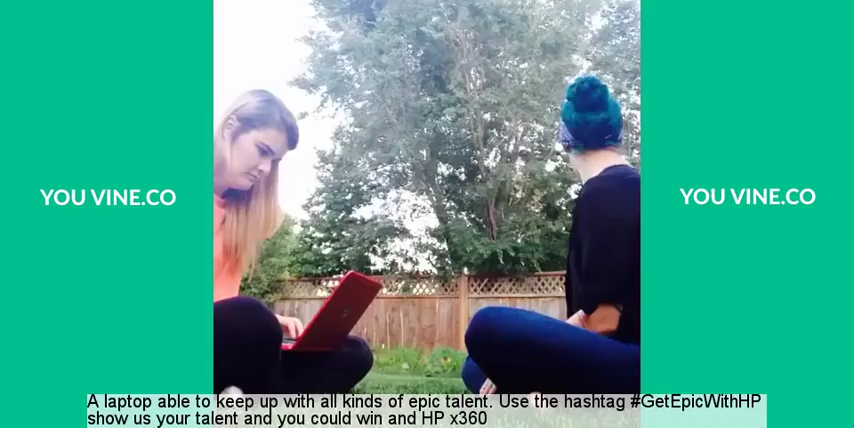 YOU VINE.CO
YOU VINE.CO
A laptop able to keep up with all kinds of epic talent. Use the hashtag #GetEpicWithHP
show us your talent and you could win and HP x360